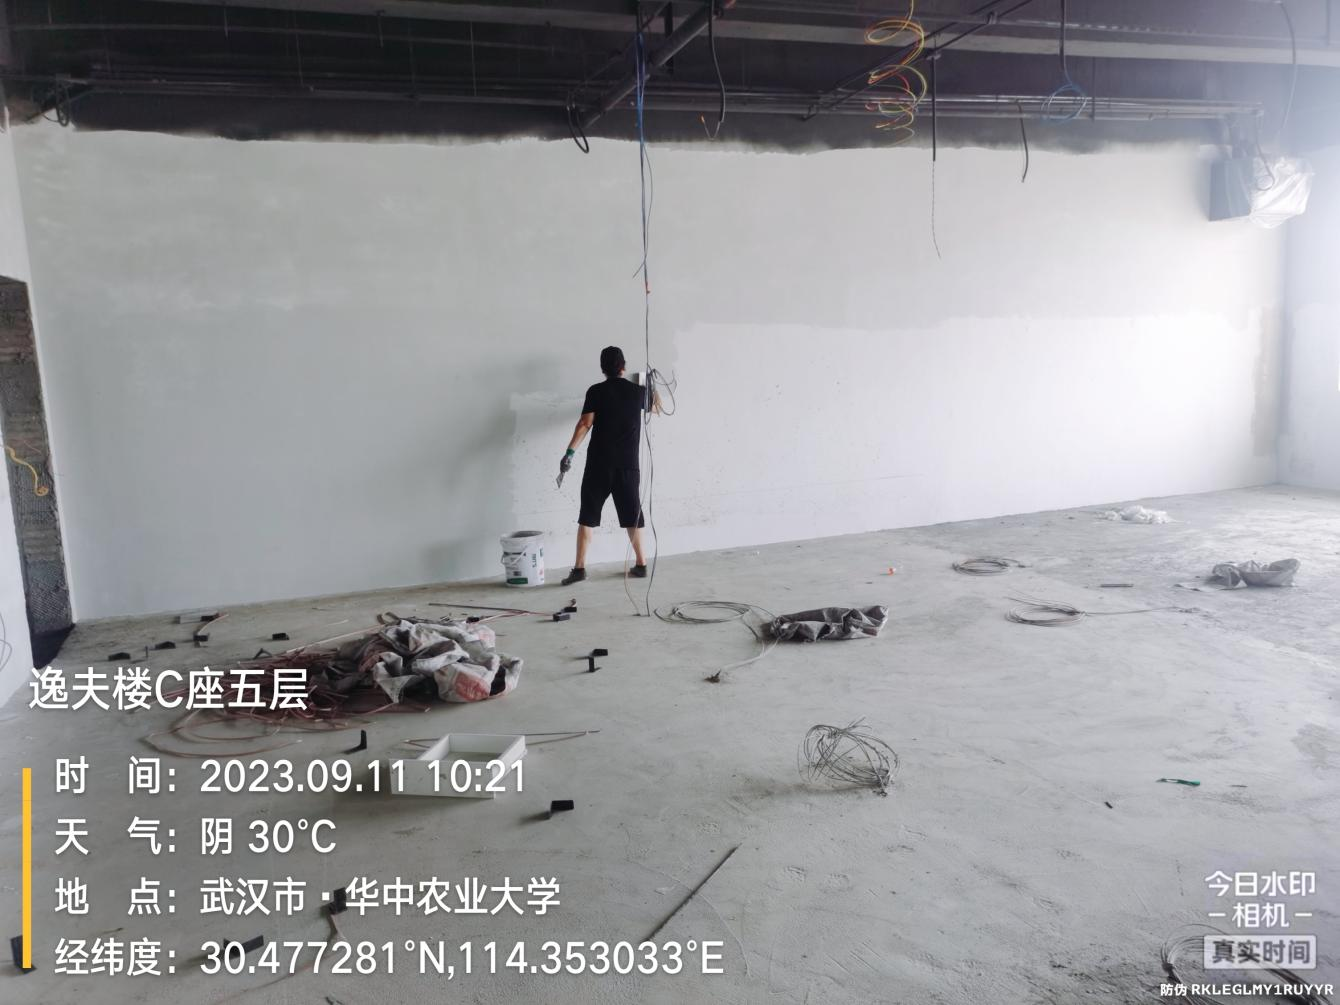 逸夫楼C座五层
时 间：2023.09.11 10:21
天 气：阴 30°C
地 点：武汉市·华中农业大学
经纬度：30.477281°N,114.353033°E
今日水印
-相机-
真实时间
防伪 RKLEGLMY1RUYYR